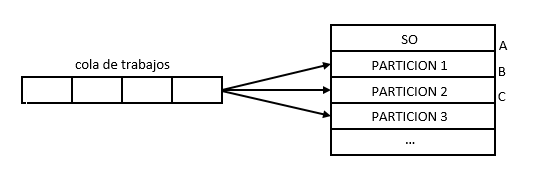 cola de trabajos
SO
A
PARTICION 1
B
PARTICION 2
C
PARTICION 3
...